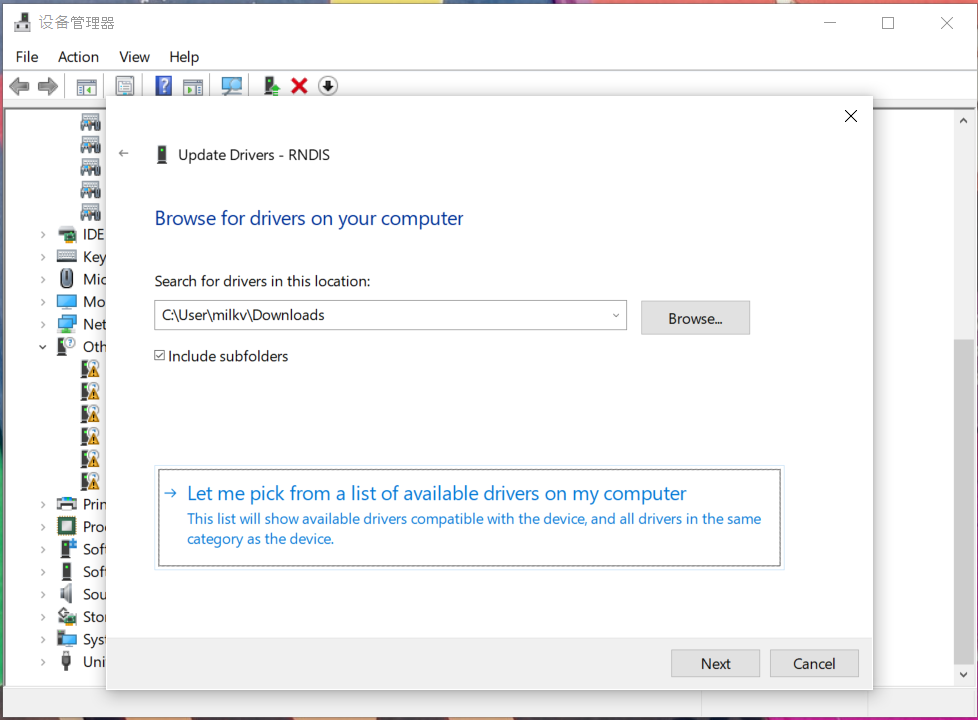 设备管理器
File Action View Help
Update Drivers - RNDIS
Browse for drivers on your computer
Search for drivers in this location:
C:\User\milkv\Downloads
Browse...
Include subfolders
Let me pick from a list of available drivers on my computer
This list will show available drivers compatible with the device, and all drivers in the same
category as the device.
Next Cancel
IDE
Key
Mic
Mo
Net
Oth
Prin
Proc
Soft
Soft
Sou
Stor
Syst
Uni